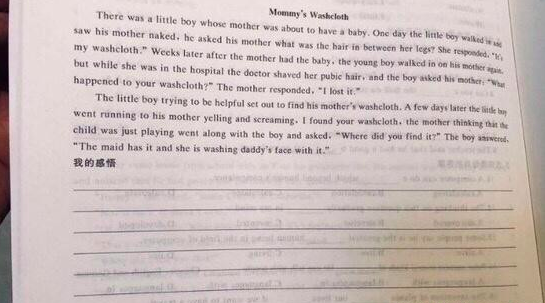 Mommy's Washcloth
There was a little boy whose mother was about to have a baby. One day the little boy walked in and
saw his mother naked, he asked his mother what was the hair in between her legs? She responded, "It's
my washcloth." Weeks later after the mother had the baby, the young boy walked in on his mother again,
but while she was in the hospital the doctor shaved her pubic hair, and the boy asked his mother, "What
happened to your washcloth?" The mother responded, "I lost it."
The little boy trying to be helpful set out to find his mother's washcloth. A few days later the little boy
went running to his mother yelling and screaming, I found your washcloth, the mother thinking that the
child was just playing went along with the boy and asked, "Where did you find it?" The boy answered,
"The maid has it and she is washing daddy's face with it."
我的感悟